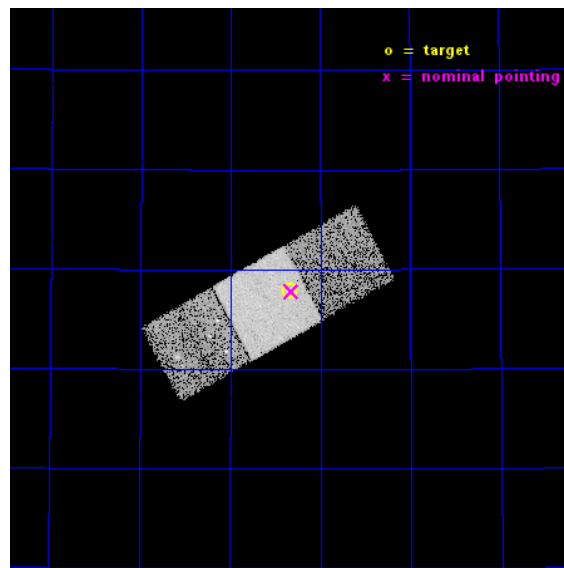 o = target
x = nominal pointing